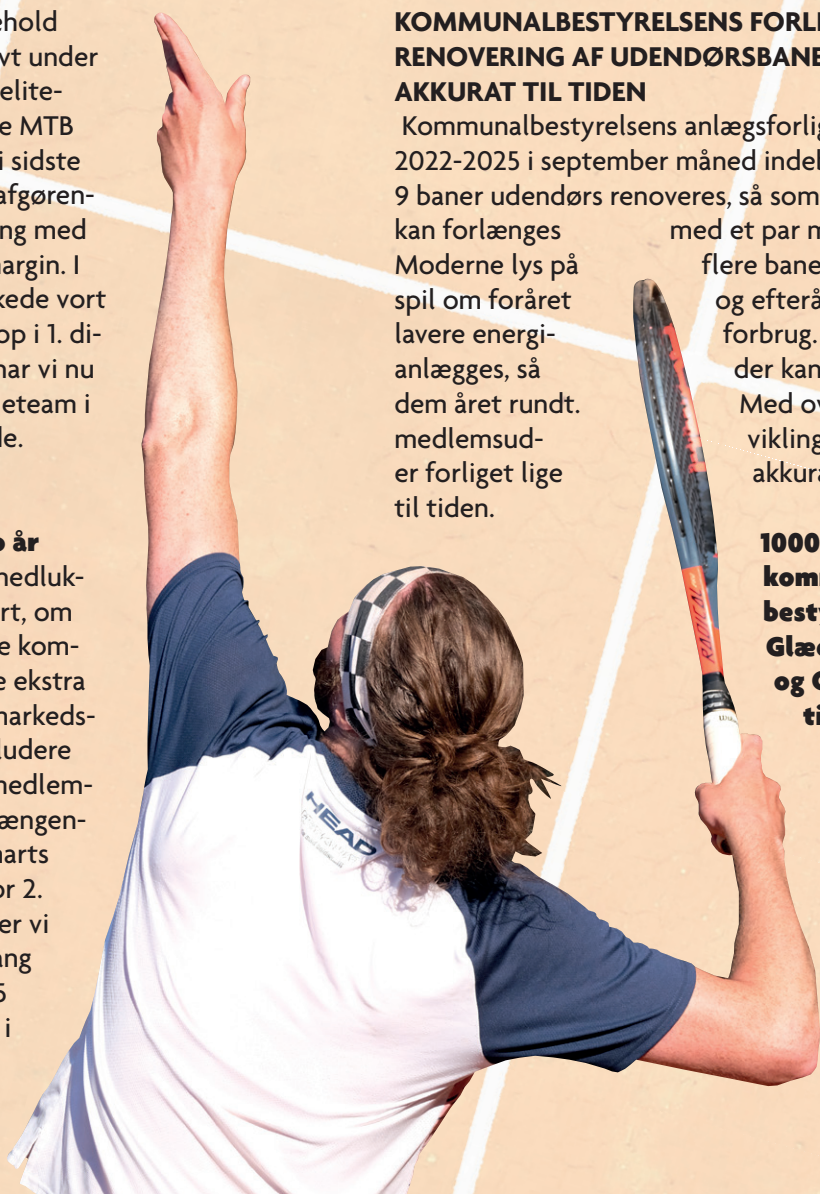 ehold
vt under
elite-
e MTB
i sidste
afgøren-
ng med
argin. I
kede vort
op i 1. di-
har vi nu
eteam i
le.
o år
nedluk-
rt, om
e kom-
e ekstra
markeds-
ludere
medlem-
ængen-
marts
or 2.
er vi
ang
5
i
KOMMUNALBESTYRELSENS FORLI
RENOVERING AF UDENDØRSBANE
AKKURAT TIL TIDEN
Kommunalbestyrelsens anlægsforlig
2022-2025 i september måned indel
9 baner udendørs renoveres, så som
kan forlænges med et par m
Moderne lys på flere bane
spil om foråret og efterå
lavere energi- forbrug.
anlægges, så der kan
dem året rundt. Med ov
medlemsud- vikling
er forliget lige akkura
til tiden.
1000
komm
besty
Glæd
og G
ti
RADICAL
HEAD